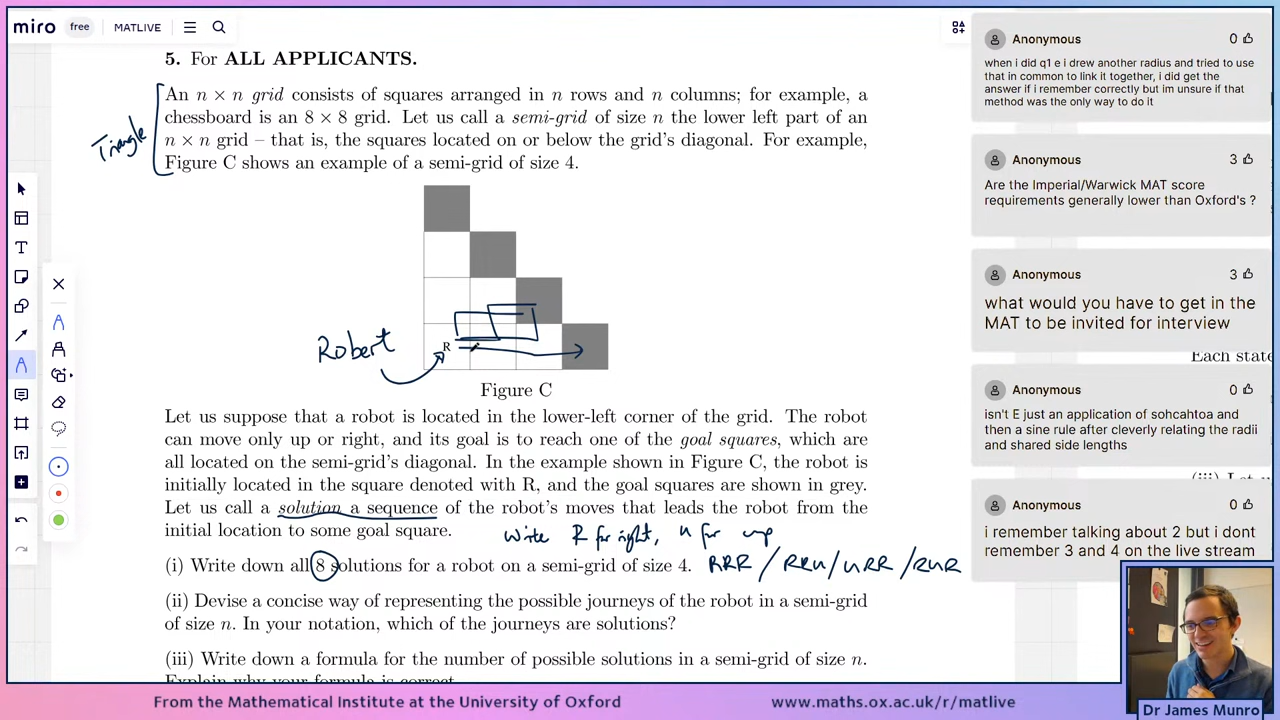 miro
free
MATLIVE
5. For ALL APPLICANTS.
An n × n grid consists of squares arranged in n rows and n columns; for example, a
chessboard is an 8 × 8 grid. Let us call a semi-grid of size n the lower left part of an
n × n grid – that is, the squares located on or below the grid's diagonal. For example,
Figure C shows an example of a semi-grid of size 4.
Triangle
Robert
R
Figure C
Let us suppose that a robot is located in the lower-left corner of the grid. The robot
can move only up or right, and its goal is to reach one of the goal squares, which are
all located on the semi-grid's diagonal. In the example shown in Figure C, the robot is
initially located in the square denoted with R, and the goal squares are shown in grey.
Let us call a solution a sequence of the robot's moves that leads the robot from the
initial location to some goal square.
Write R for right, U for up
(i) Write down all 8 solutions for a robot on a semi-grid of size 4.
RRR / RRU / URR / RUR
(ii) Devise a concise way of representing the possible journeys of the robot in a semi-grid
of size n. In your notation, which of the journeys are solutions?
(iii) Write down a formula for the number of possible solutions in a semi-grid of size n.
Explain why your formula is correct.
Each state
(iii) Let
Anonymous
0
when i did q1 e i drew another radius and tried to
use that in common to link it together, i did get the
answer if i remember correctly but im unsure if that
method was the only way to do it
Anonymous
3
Are the Imperial/Warwick MAT score
requirements generally lower than Oxford's ?
Anonymous
3
what would you have to get in the
MAT to be invited for interview
Anonymous
0
isn't E just an application of sohcahtoa and
then a sine rule after cleverly relating the radii
and shared side lengths
Anonymous
0
i remember talking about 2 but i dont
remember 3 and 4 on the live stream
From the Mathematical Institute at the University of Oxford
www.maths.ox.ac.uk/r/matlive
Dr James Munro